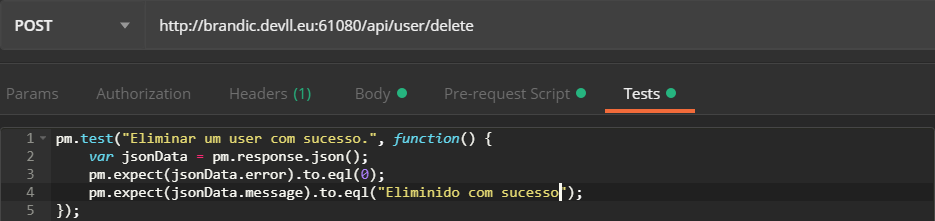 POST http://brandic.devll.eu:61080/api/user/delete
Params Authorization Headers (1) Body Pre-request Script Tests
1 pm.test("Eliminar um user com sucesso.", function() {
2 var jsonData = pm.response.json();
3 pm.expect(jsonData.error).to.eql(0);
4 pm.expect(jsonData.message).to.eql("Eliminido com sucesso");
5 });